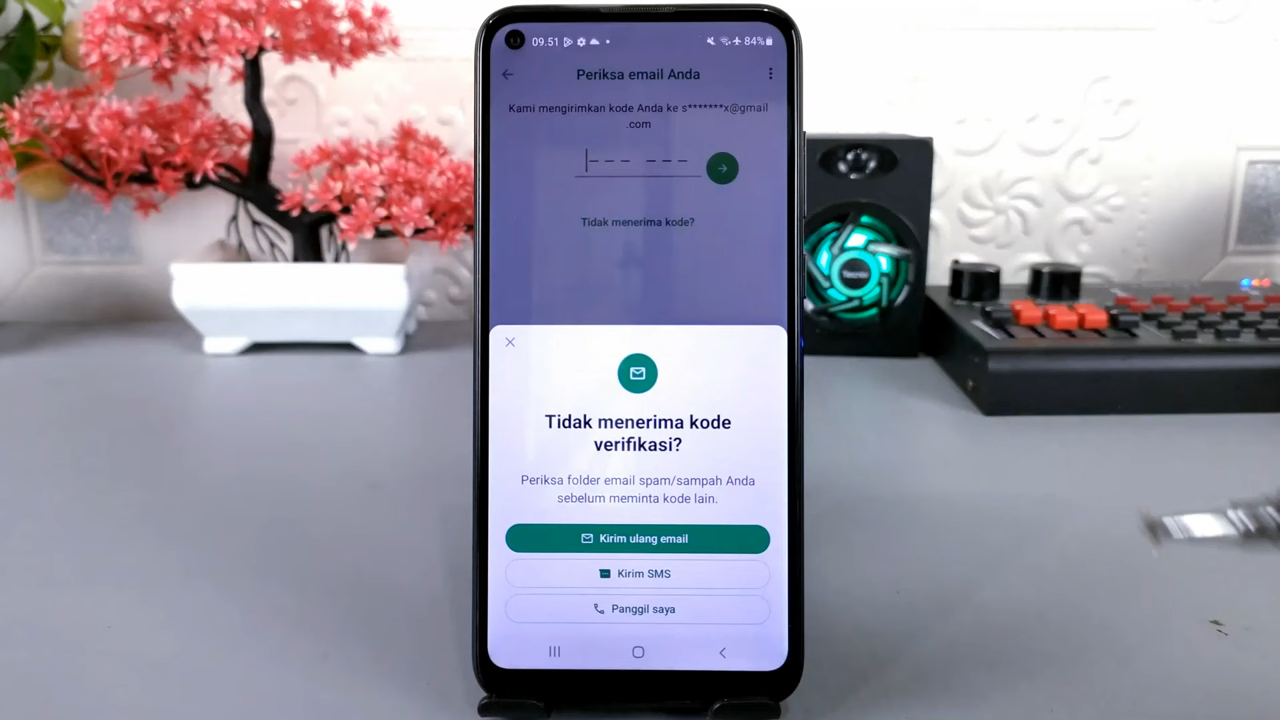 09.51
84%
Periksa email Anda
Kami mengirimkan kode Anda ke s*******x@gmail
.com
Tidak menerima kode?
Tidak menerima kode
verifikasi?
Periksa folder email spam/sampah Anda
sebelum meminta kode lain.
Kirim ulang email
Kirim SMS
Panggil saya